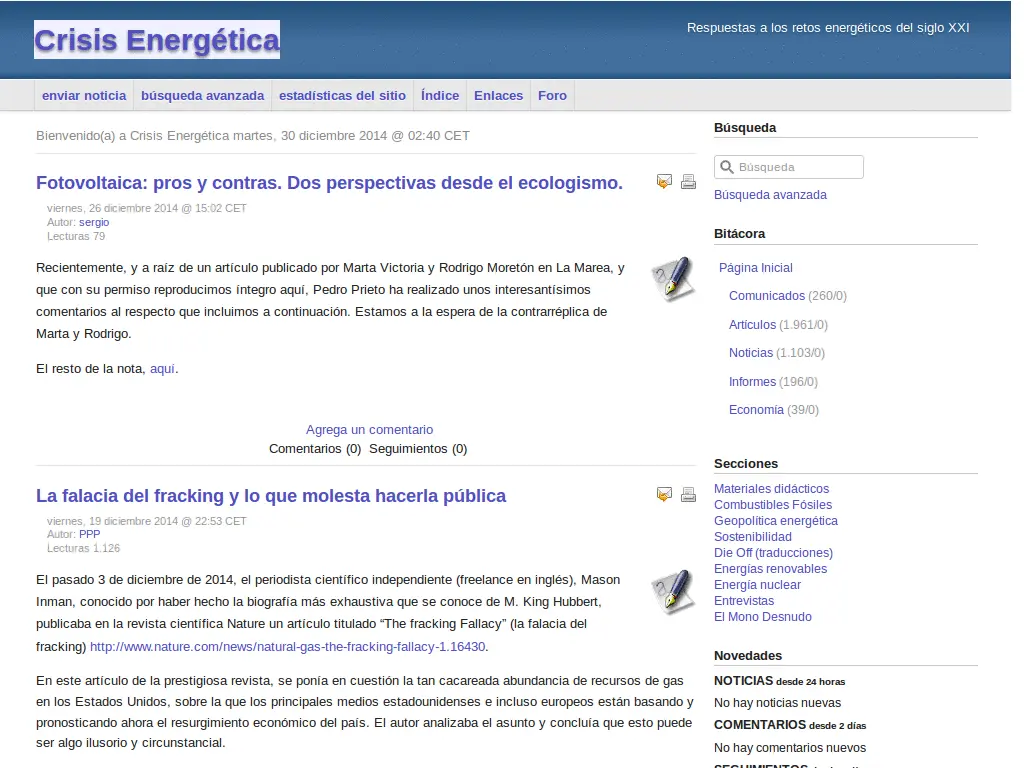 Crisis Energética
Respuestas a los retos energéticos del siglo XXI
enviar noticia
búsqueda avanzada
estadísticas del sitio
Índice
Enlaces
Foro
Bienvenido(a) a Crisis Energética martes, 30 diciembre 2014 @ 02:40 CET
Fotovoltaica: pros y contras. Dos perspectivas desde el ecologismo.
viernes, 26 diciembre 2014 @ 15:02 CET
Autor: sergio
Lecturas 79
Recientemente, y a raíz de un artículo publicado por Marta Victoria y Rodrigo Moretón en La Marea, y
que con su permiso reproducimos íntegro aquí, Pedro Prieto ha realizado unos interesantísimos
comentarios al respecto que incluimos a continuación. Estamos a la espera de la contrarréplica de
Marta y Rodrigo.
El resto de la nota, aquí.
Agrega un comentario
Comentarios (0) Seguimientos (0)
La falacia del fracking y lo que molesta hacerla pública
viernes, 19 diciembre 2014 @ 22:53 CET
Autor: PPP
Lecturas 1.126
El pasado 3 de diciembre de 2014, el periodista científico independiente (freelance en inglés), Mason
Inman, conocido por haber hecho la biografía más exhaustiva que se conoce de M. King Hubbert,
publicaba en la revista científica Nature un artículo titulado “The fracking Fallacy” (la falacia del
fracking) http://www.nature.com/news/natural-gas-the-fracking-fallacy-1.16430.
En este artículo de la prestigiosa revista, se ponía en cuestión la tan cacareada abundancia de recursos de gas
en los Estados Unidos, sobre la que los principales medios estadounidenses e incluso europeos están basando y
pronosticando ahora el resurgimiento económico del país. El autor analizaba el asunto y concluía que esto puede
ser algo ilusorio y circunstancial.
Búsqueda
Búsqueda
Búsqueda avanzada
Bitácora
Página Inicial
Comunicados (260/0)
Artículos (1.961/0)
Noticias (1.103/0)
Informes (196/0)
Economía (39/0)
Secciones
Materiales didácticos
Combustibles Fósiles
Geopolítica energética
Sostenibilidad
Die Off (traducciones)
Energías renovables
Energía nuclear
Entrevistas
El Mono Desnudo
Novedades
NOTICIAS desde 24 horas
No hay noticias nuevas
COMENTARIOS desde 2 días
No hay comentarios nuevos